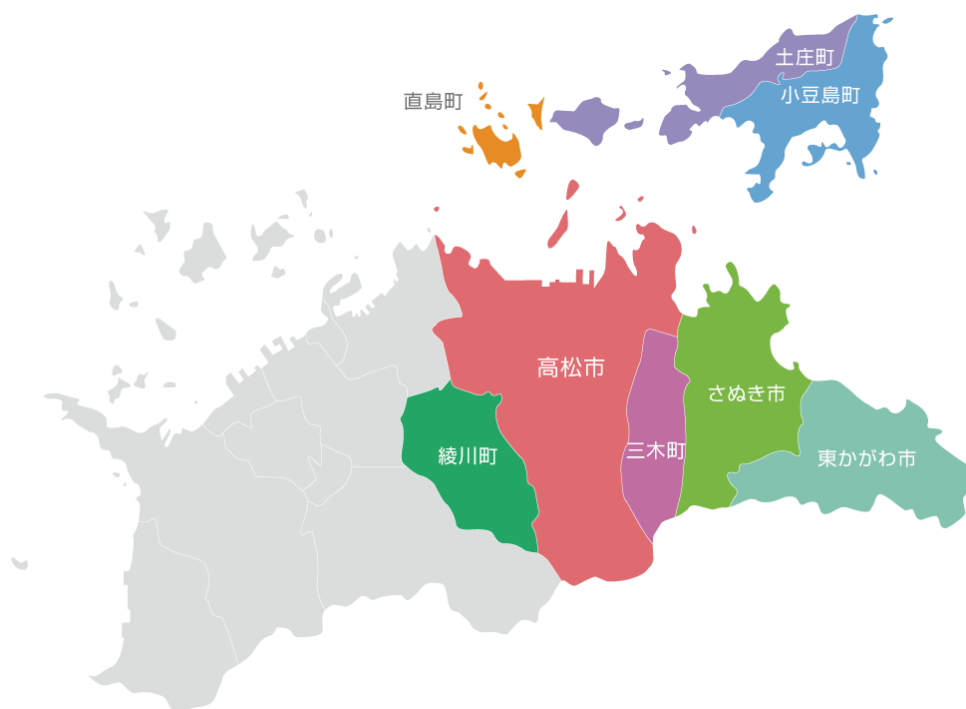 土庄町
直島町
小豆島町
高松市
さぬき市
綾川町
三木町
東かがわ市